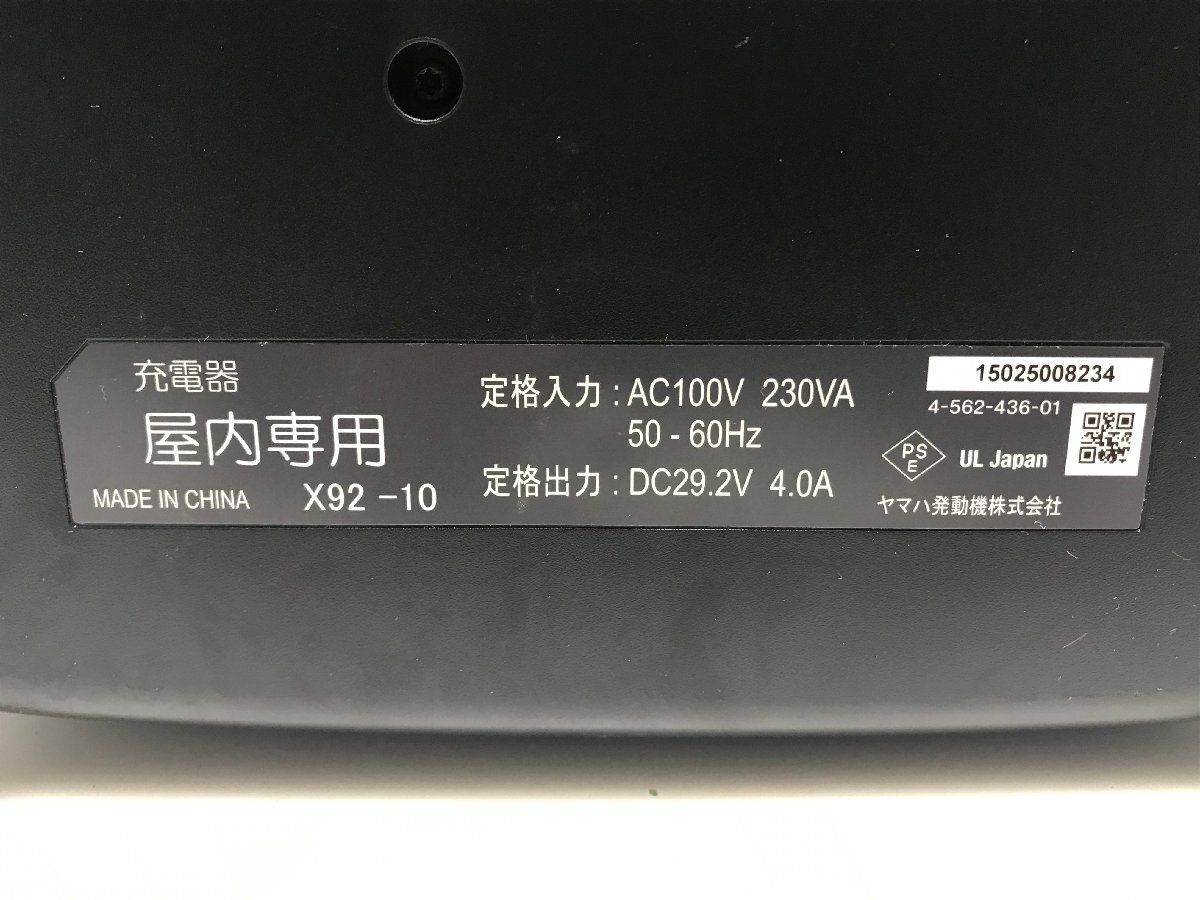 充電器
屋内専用
MADE IN CHINA X92 -10
定格入力 : AC100V 230VA
50 - 60Hz
定格出力 : DC29.2V 4.0A
15025008234
4-562-436-01
PS
E
UL Japan
ヤマハ発動機株式会社